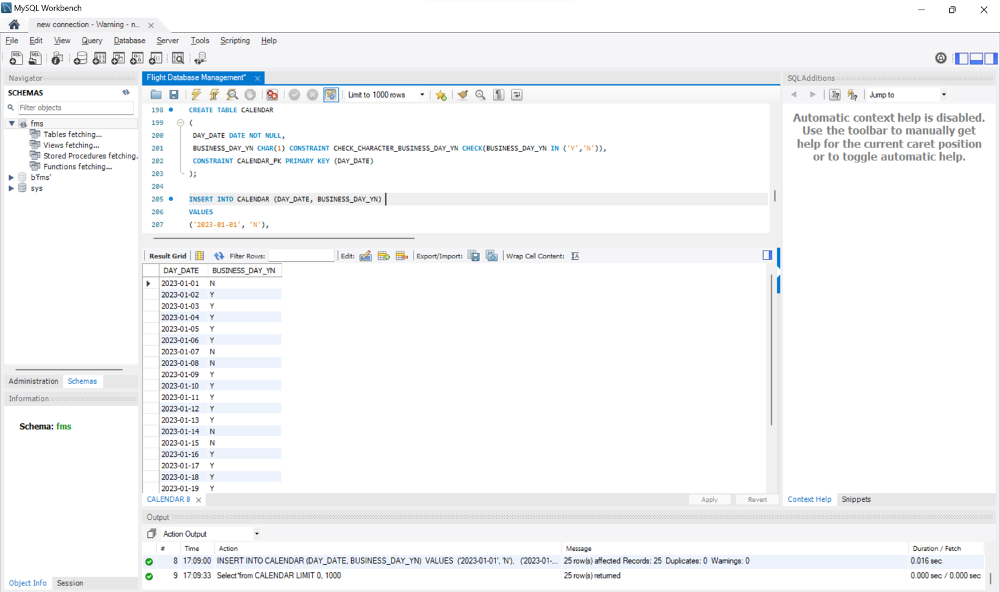 MySQL Workbench
new connection - Warning - n...
File Edit View Query Database Server Tools Scripting Help
Navigator
SCHEMAS
Filter objects
fms
Tables fetching...
Views fetching...
Stored Procedures fetching.
Functions fetching...
b'fms'
sys
Administration Schemas
Information
Schema: fms
Object Info Session
Flight Database Management*
Limit to 1000 rows
198 CREATE TABLE CALENDAR
199 (
200 DAY_DATE DATE NOT NULL,
201 BUSINESS_DAY_YN CHAR(1) CONSTRAINT CHECK_CHARACTER_BUSINESS_DAY_YN CHECK(BUSINESS_DAY_YN IN ('Y','N')),
202 CONSTRAINT CALENDAR_PK PRIMARY KEY (DAY_DATE)
203 );
204
205 INSERT INTO CALENDAR (DAY_DATE, BUSINESS_DAY_YN)
206 VALUES
207 ('2023-01-01', 'N'),
Result Grid Filter Rows: Edit: Export/Import: Wrap Cell Content:
DAY_DATE BUSINESS_DAY_YN
2023-01-01 N
2023-01-02 Y
2023-01-03 Y
2023-01-04 Y
2023-01-05 Y
2023-01-06 Y
2023-01-07 N
2023-01-08 N
2023-01-09 Y
2023-01-10 Y
2023-01-11 Y
2023-01-12 Y
2023-01-13 Y
2023-01-14 N
2023-01-15 N
2023-01-16 Y
2023-01-17 Y
2023-01-18 Y
2023-01-19 Y
CALENDAR 8
Apply Revert
SQLAdditions
Jump to
Automatic context help is disabled.
Use the toolbar to manually get
help for the current caret position
or to toggle automatic help.
Context Help Snippets
Output
Action Output
# Time Action Message Duration / Fetch
8 17:09:00 INSERT INTO CALENDAR (DAY_DATE, BUSINESS_DAY_YN) VALUES ('2023-01-01', 'N'), ('2023-01-... 25 row(s) affected Records: 25 Duplicates: 0 Warnings: 0 0.016 sec
9 17:09:33 Select*from CALENDAR LIMIT 0, 1000 25 row(s) returned 0.000 sec / 0.000 sec